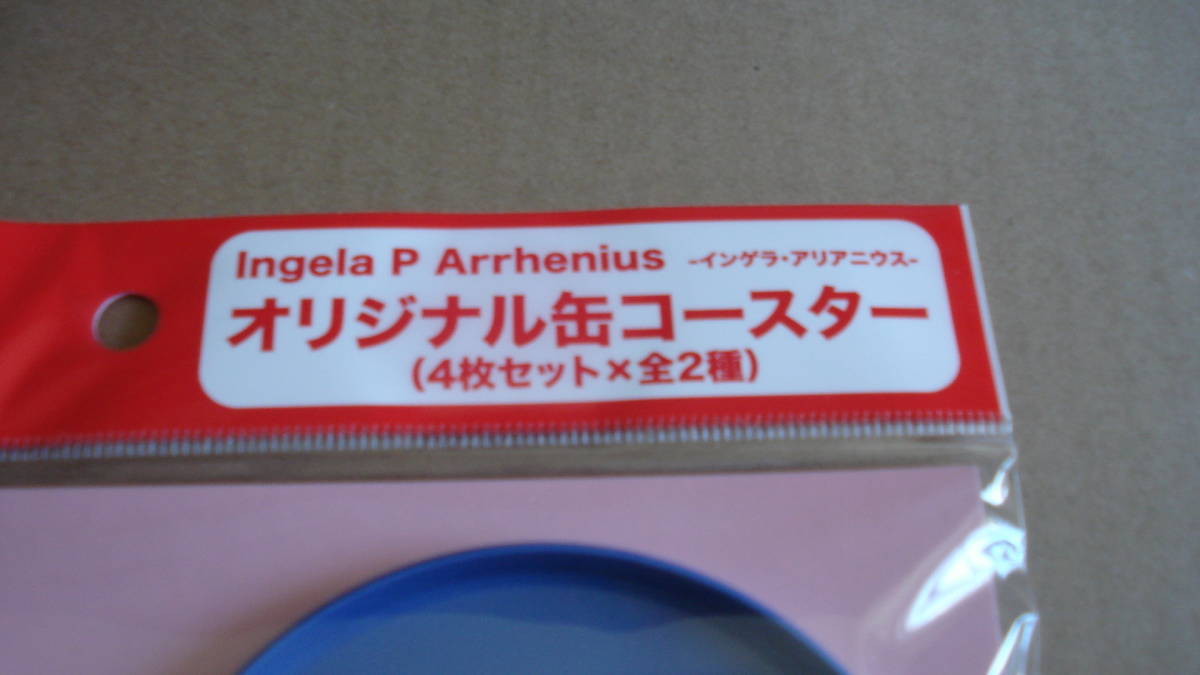 Ingela P Arrhenius -インゲラ・アリアニウス-
オリジナル缶コースター
(4枚セット×全2種)